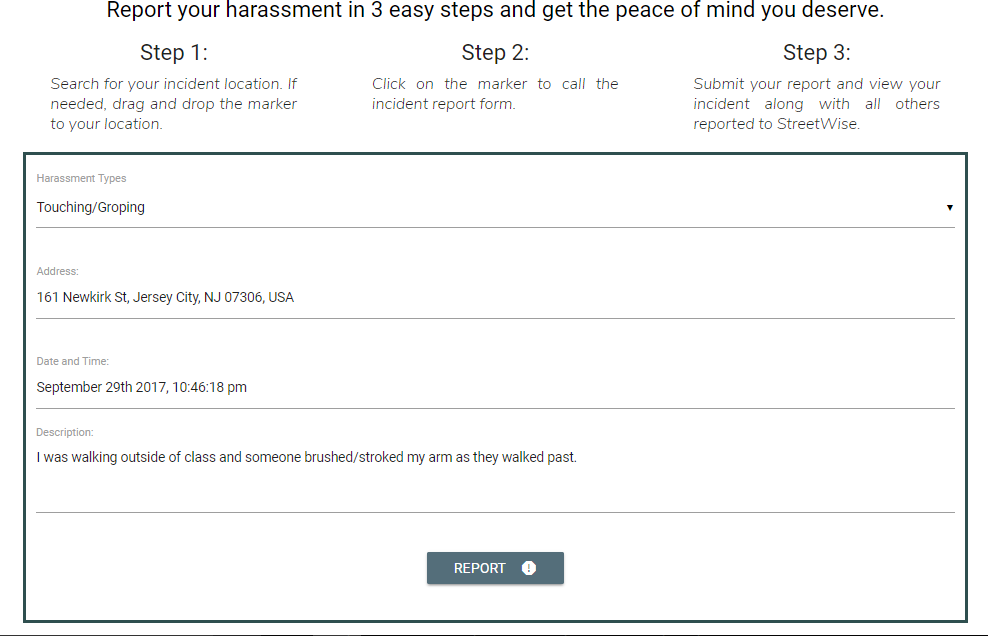 Report your harassment in 3 easy steps and get the peace of mind you deserve.
Step 1:
Search for your incident location. If
needed, drag and drop the marker
to your location.
Step 2:
Click on the marker to call the
incident report form.
Step 3:
Submit your report and view your
incident along with all others
reported to StreetWise.
Harassment Types
Touching/Groping
Address:
161 Newkirk St, Jersey City, NJ 07306, USA
Date and Time:
September 29th 2017, 10:46:18 pm
Description:
I was walking outside of class and someone brushed/stroked my arm as they walked past.
REPORT